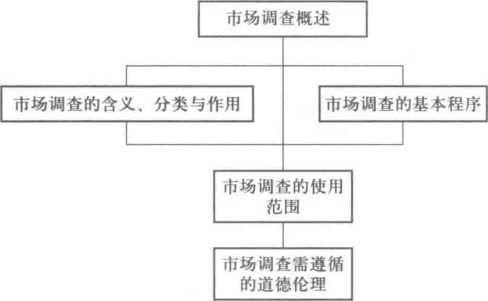 市场调查概述
市场调查的含义、分类与作用
市场调查的基本程序
市场调查的使用
范围
市场调查需遵循
的道德伦理